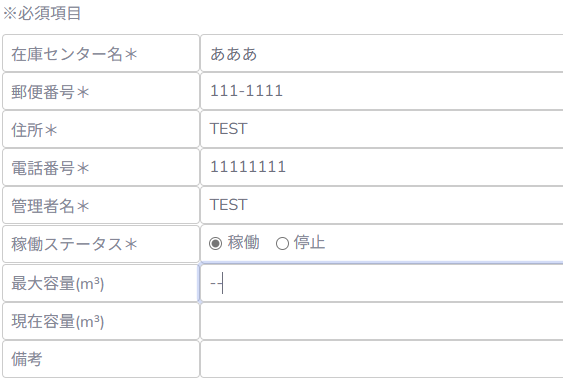 ※必須項目
在庫センター名＊ あああ
郵便番号＊ 111-1111
住所＊ TEST
電話番号＊ 11111111
管理者名＊ TEST
稼働ステータス＊ 稼働 停止
最大容量(m³) --
現在容量(m³)
備考